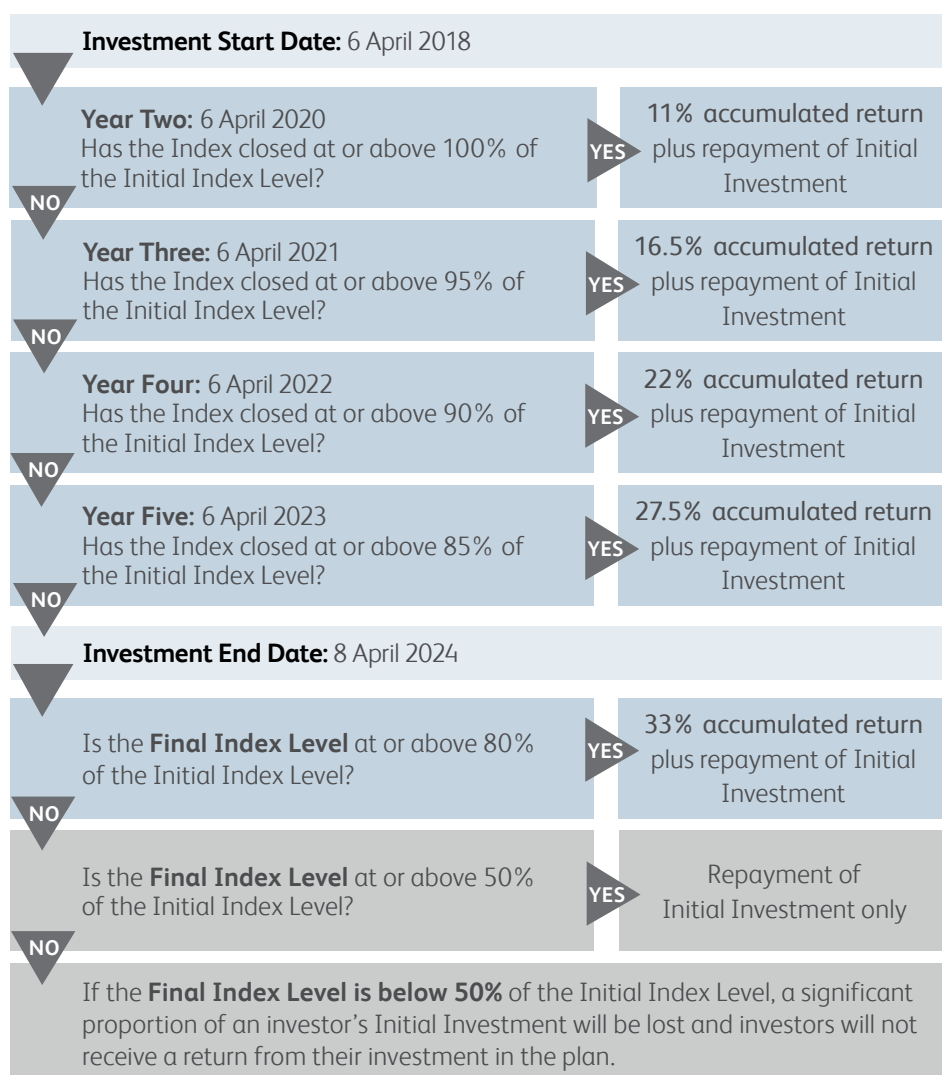 Investment Start Date: 6 April 2018
Year Two: 6 April 2020
Has the Index closed at or above 100% of
the Initial Index Level?
YES
11% accumulated return
plus repayment of Initial
Investment
NO
Year Three: 6 April 2021
Has the Index closed at or above 95% of
the Initial Index Level?
YES
16.5% accumulated return
plus repayment of Initial
Investment
NO
Year Four: 6 April 2022
Has the Index closed at or above 90% of
the Initial Index Level?
YES
22% accumulated return
plus repayment of Initial
Investment
NO
Year Five: 6 April 2023
Has the Index closed at or above 85% of
the Initial Index Level?
YES
27.5% accumulated return
plus repayment of Initial
Investment
NO
Investment End Date: 8 April 2024
Is the Final Index Level at or above 80%
of the Initial Index Level?
YES
33% accumulated return
plus repayment of Initial
Investment
NO
Is the Final Index Level at or above 50%
of the Initial Index Level?
YES
Repayment of
Initial Investment only
NO
If the Final Index Level is below 50% of the Initial Index Level, a significant
proportion of an investor's Initial Investment will be lost and investors will not
receive a return from their investment in the plan.